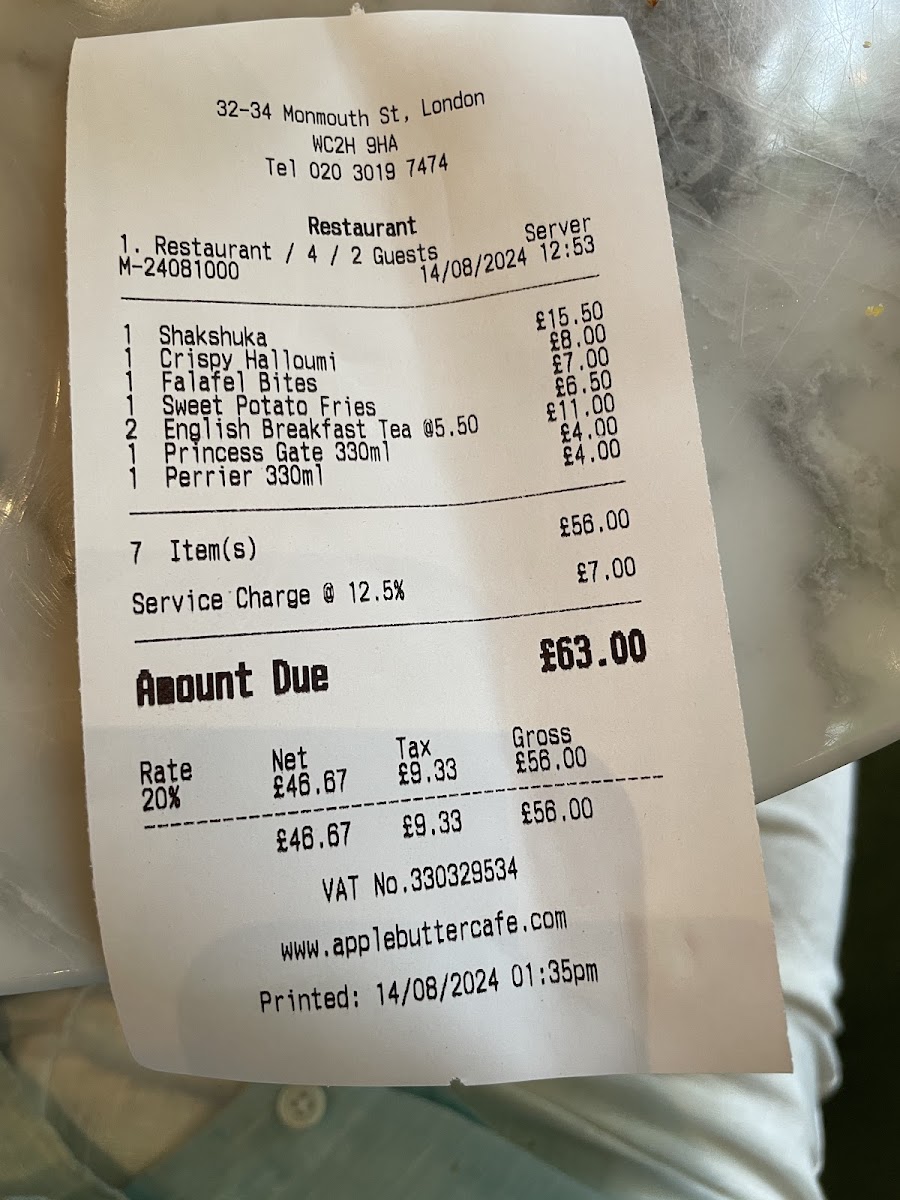 32-34 Monmouth St, London
WC2H 9HA
Tel 020 3019 7474
Restaurant
Server
1. Restaurant / 4 / 2 Guests
M-24081000 14/08/2024 12:53
1 Shakshuka £15.50
1 Crispy Halloumi £8.00
1 Falafel Bites £7.00
1 Sweet Potato Fries £6.50
2 English Breakfast Tea @5.50 £11.00
1 Princess Gate 330ml £4.00
1 Perrier 330ml £4.00
7 Item(s) £56.00
Service Charge @ 12.5% £7.00
Amount Due £63.00
Rate Net Tax Gross
20% £46.67 £9.33 £56.00
£46.67 £9.33 £56.00
VAT No.330329534
www.applebuttercafe.com
Printed: 14/08/2024 01:35pm